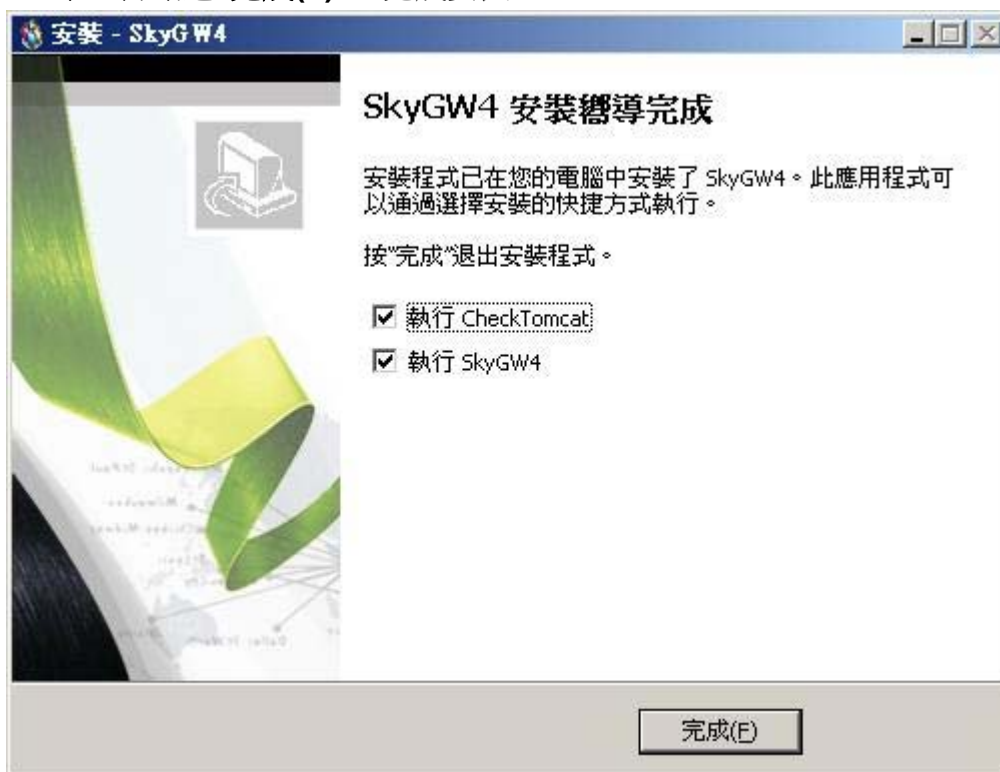 安裝 - SkyGW4
SkyGW4 安裝嚮導完成
安裝程式已在您的電腦中安裝了 SkyGW4。此應用程式可
以通過選擇安裝的快捷方式執行。
按"完成"退出安裝程式。
執行 CheckTomcat
執行 SkyGW4
完成(F)